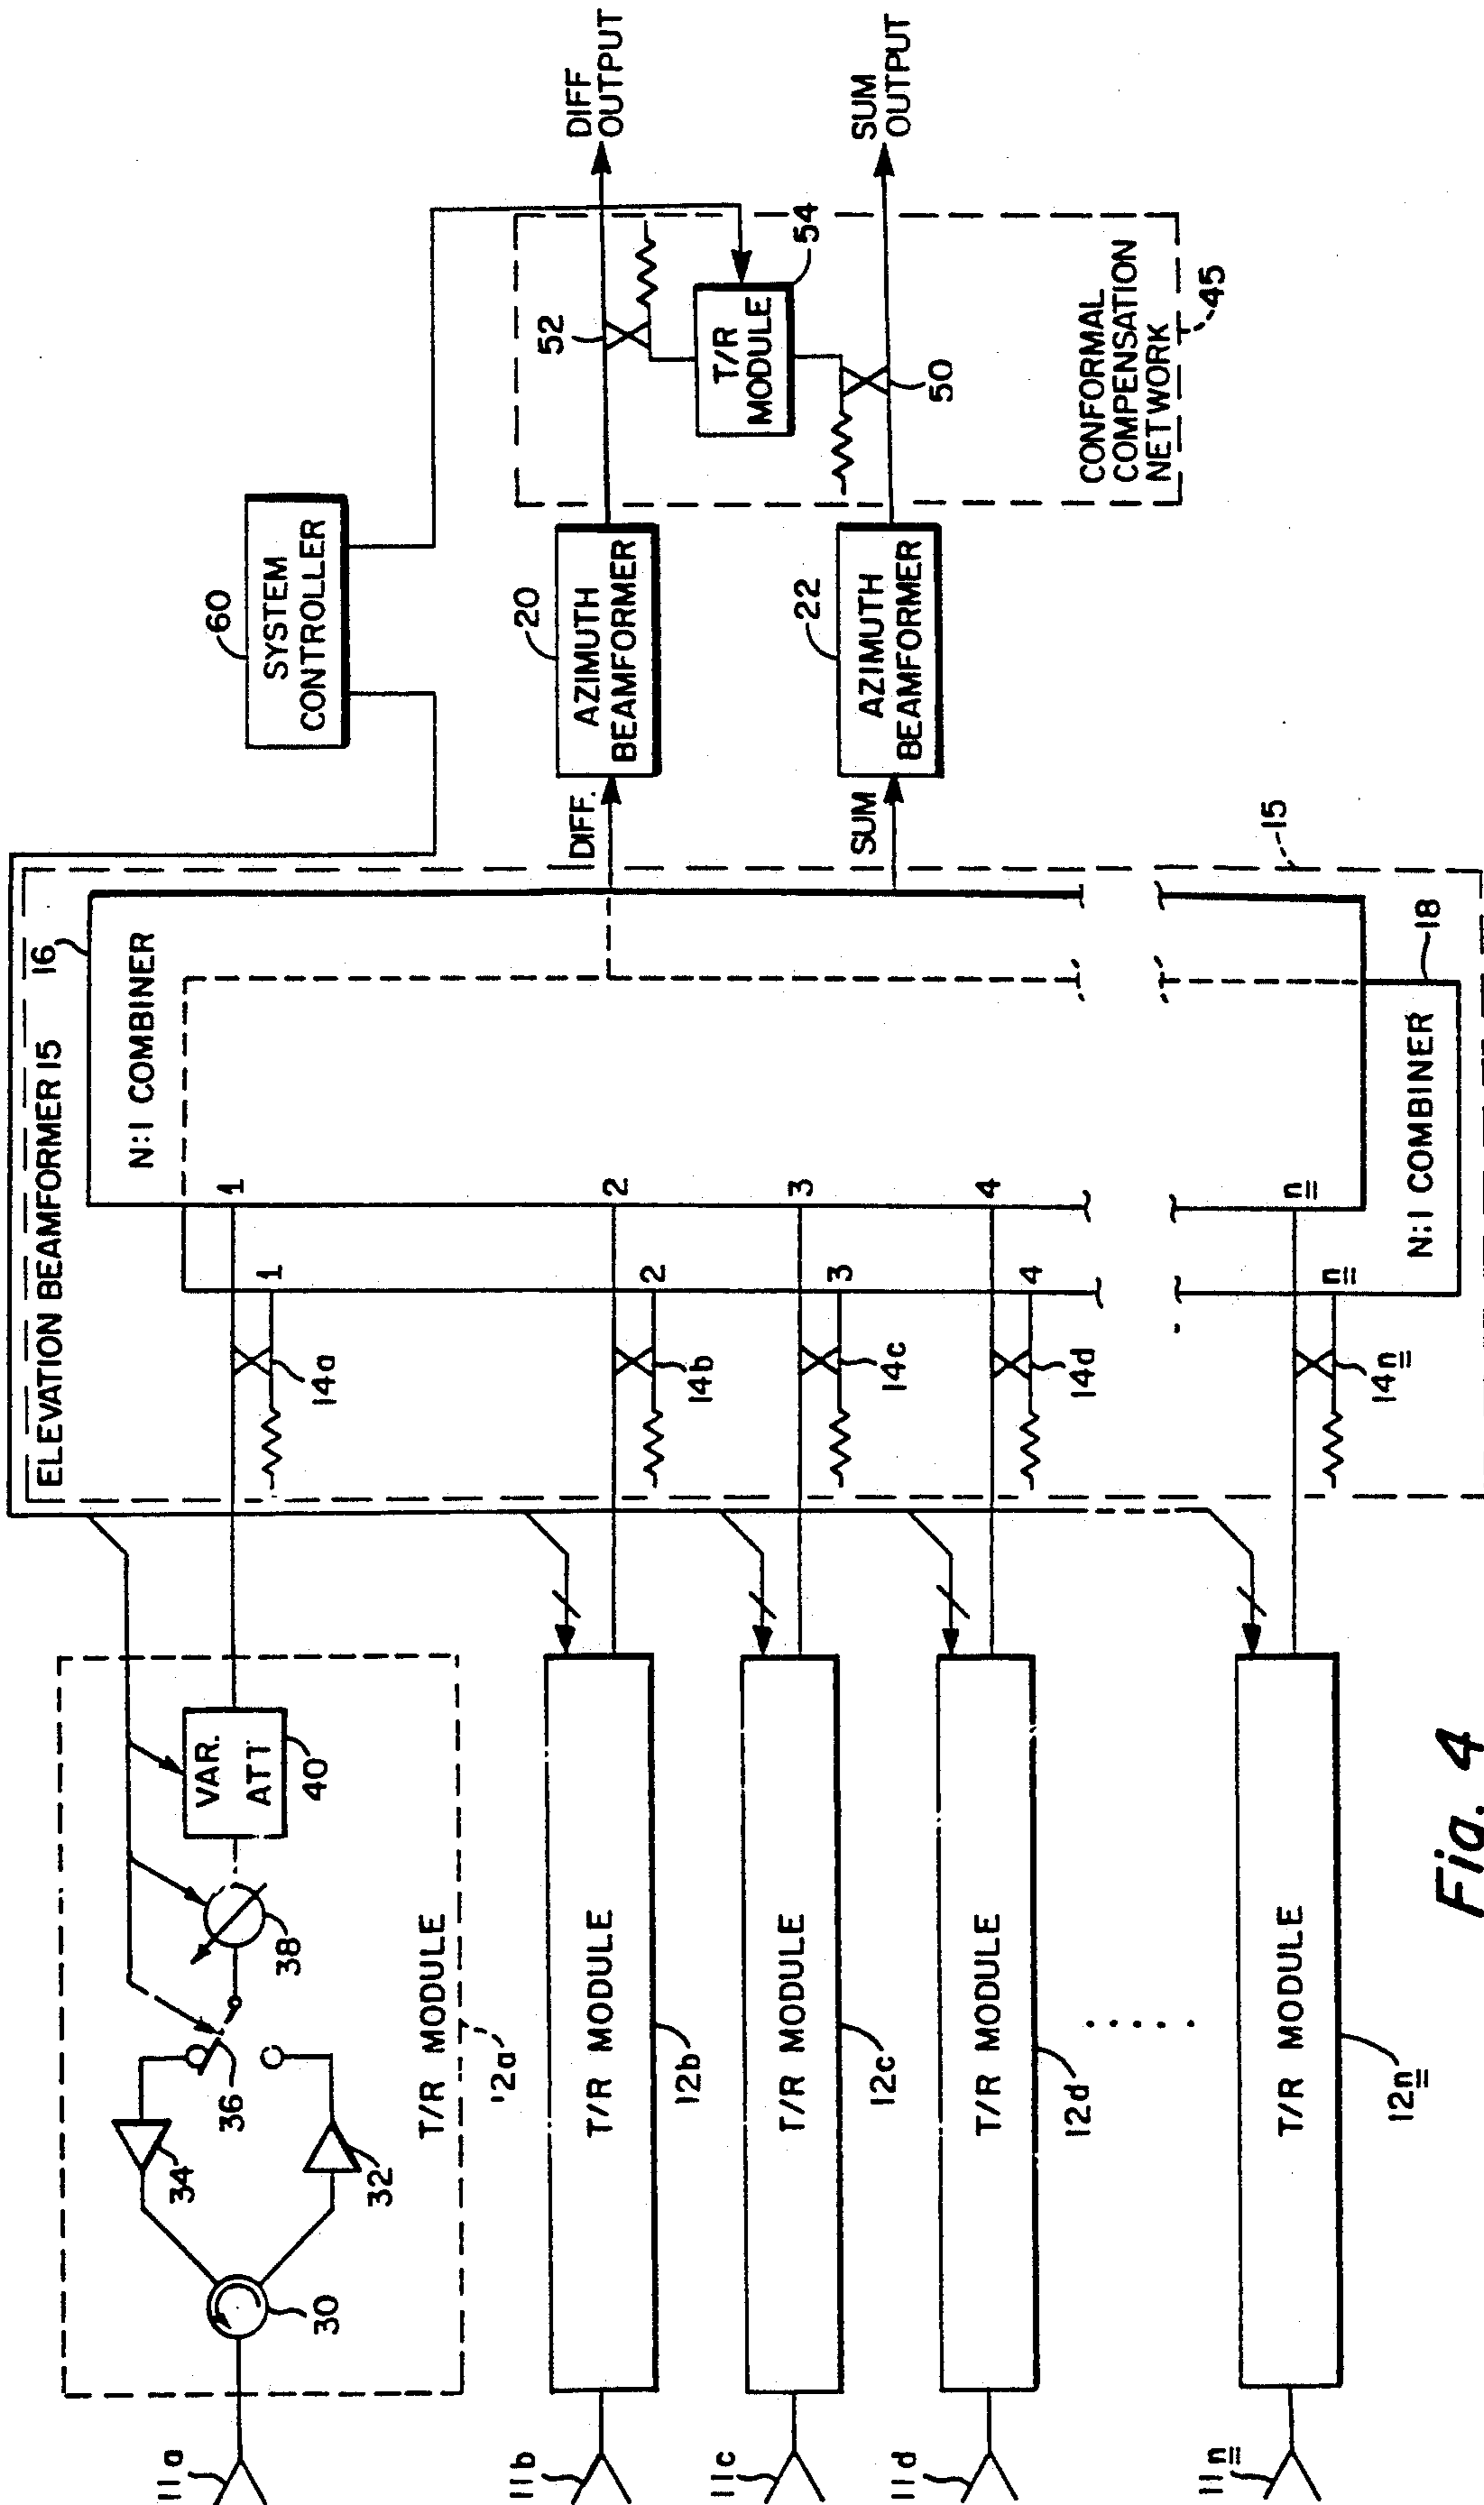 ELEVATION BEAMFORMER 15
16
N:1 COMBINER
1
2
3
4
n
1
2
3
4
n
N:1 COMBINER
18
15
14a
14b
14c
14d
14n
60
SYSTEM
CONTROLLER
DIFF.
SUM
20
AZIMUTH
BEAMFORMER
22
AZIMUTH
BEAMFORMER
52
T/R
MODULE
54
50
CONFORMAL
COMPENSATION
NETWORK
45
DIFF
OUTPUT
SUM
OUTPUT
11a
30
34
32
36
38
VAR.
ATT
40
T/R MODULE
12a
11b
T/R MODULE
12b
11c
T/R MODULE
12c
11d
T/R MODULE
12d
11n
T/R MODULE
12n
Fig. 4